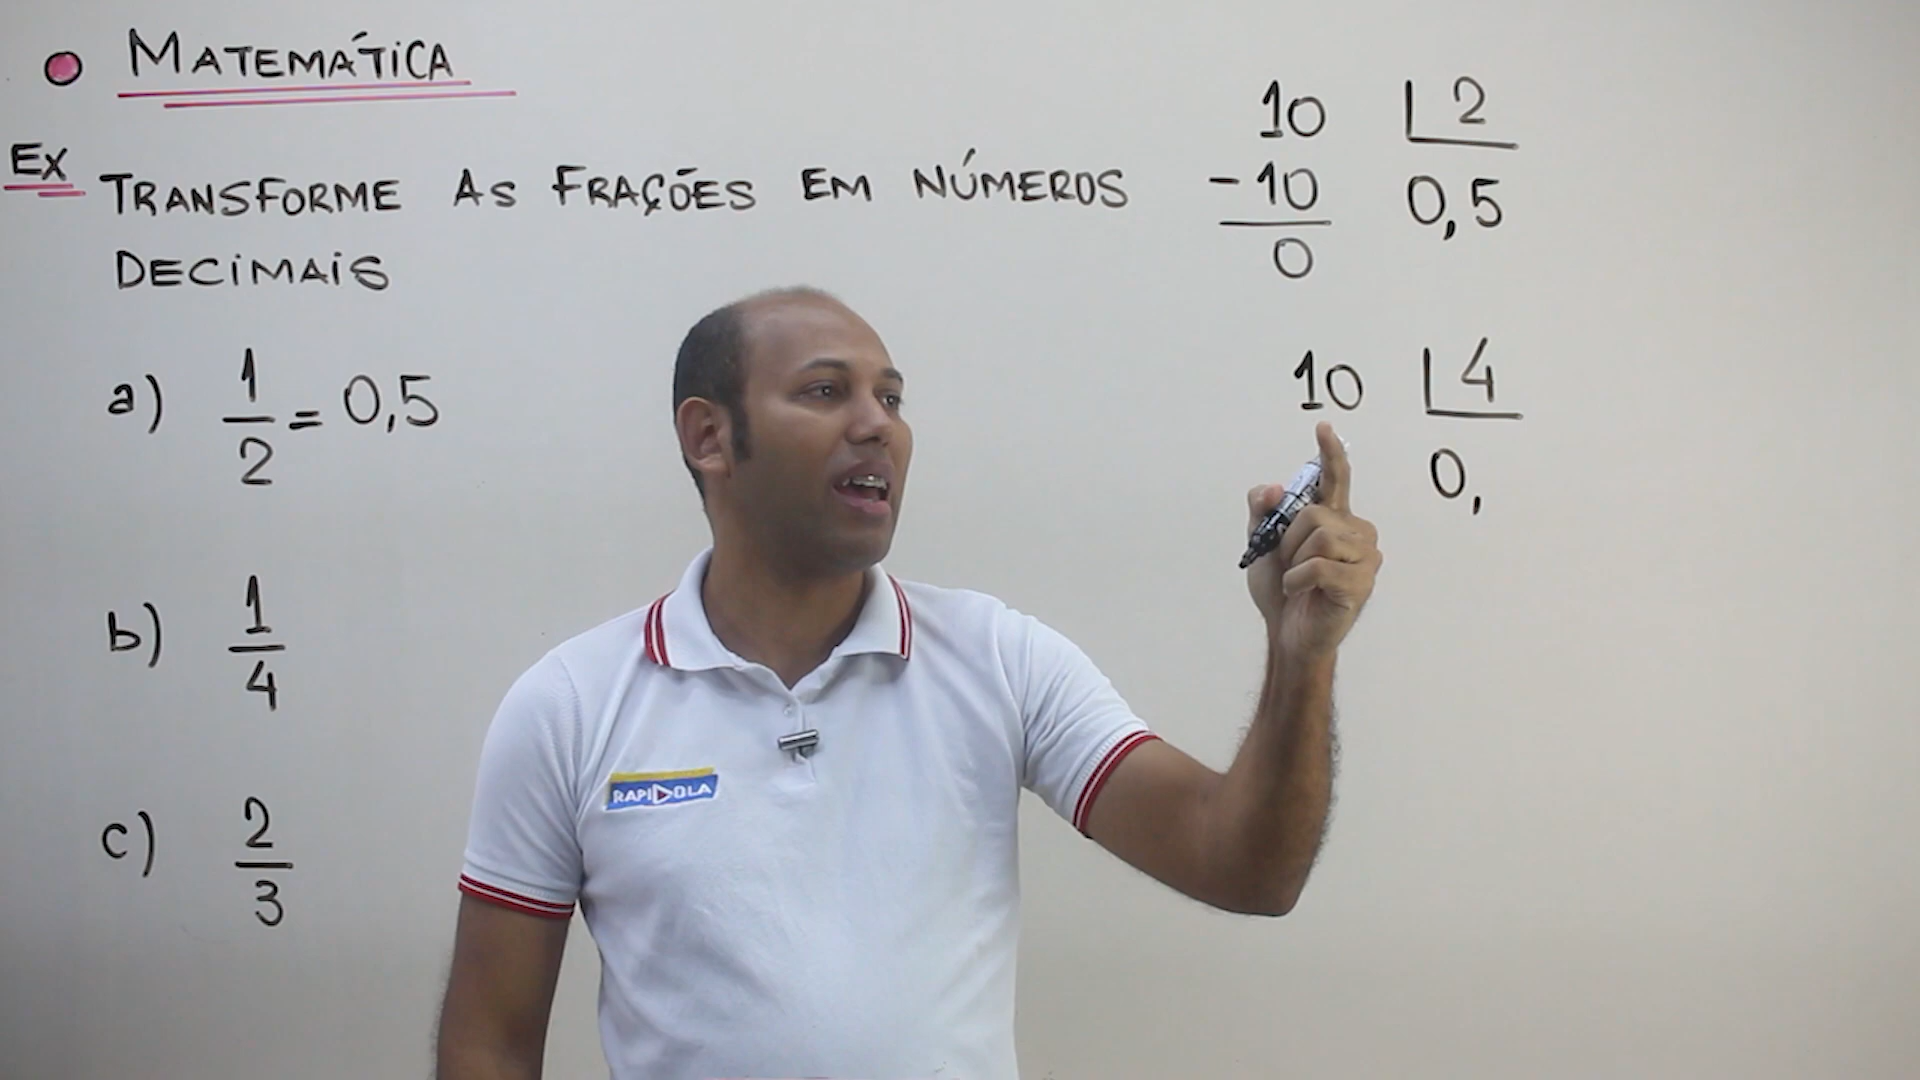 MATEMÁTICA
EX TRANSFORME AS FRAÇÕES EM NÚMEROS
DECIMAIS
a) 1/2 = 0,5
b) 1/4
c) 2/3
10 2
-10 0,5
0
10 4
0,
RAPIDOLA